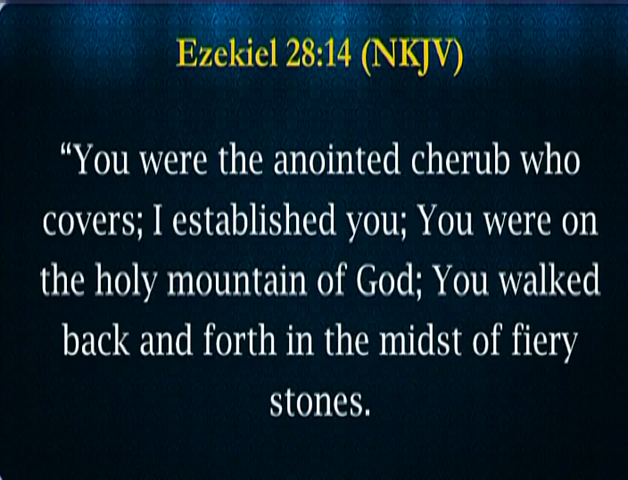 Ezekiel 28:14 (NKJV)
“You were the anointed cherub who
covers; I established you; You were on
the holy mountain of God; You walked
back and forth in the midst of fiery
stones.